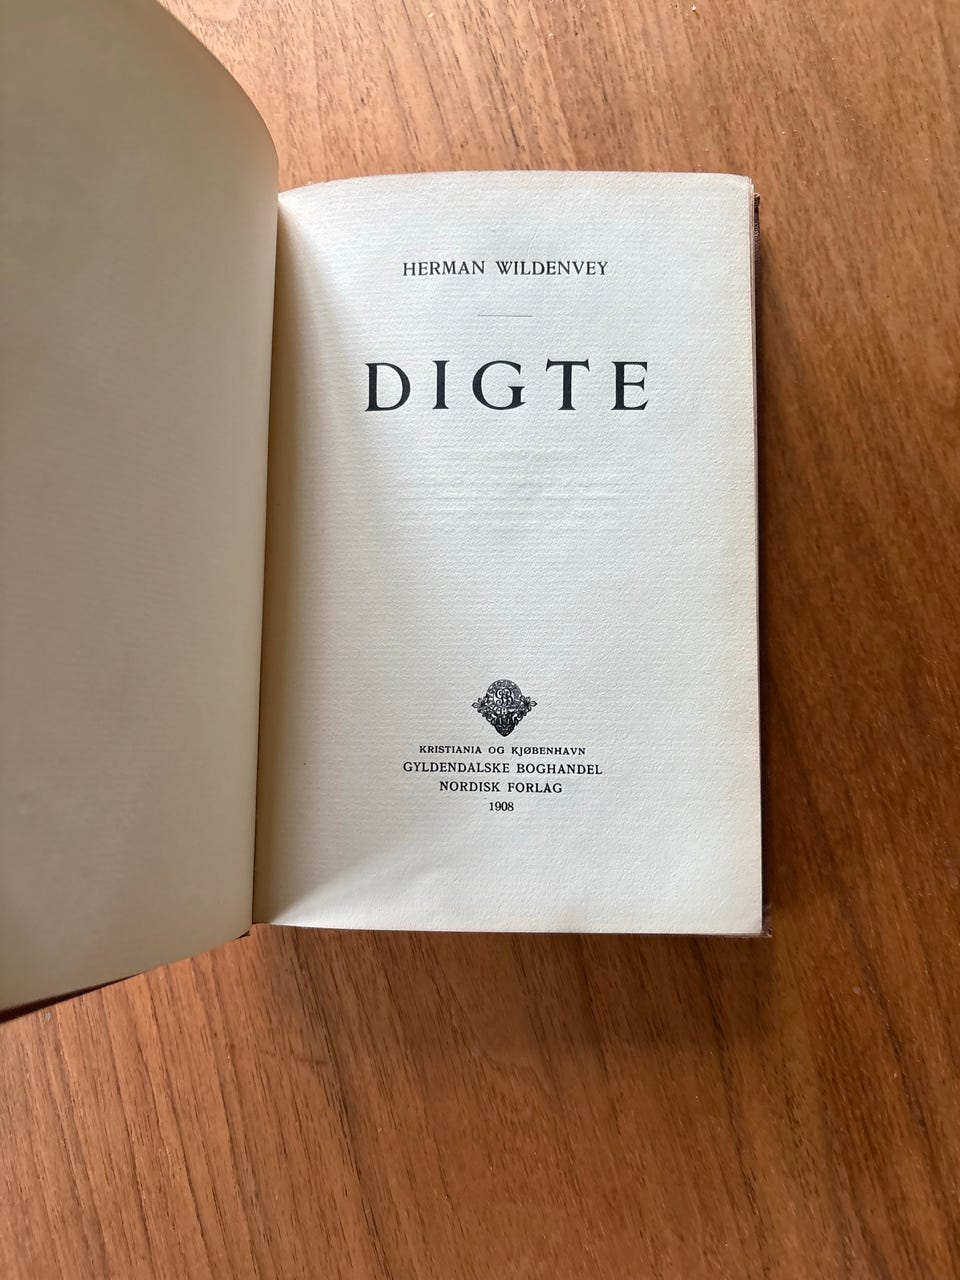 HERMAN WILDENVEY
DIGTE
KRISTIANIA OG KJØBENHAVN
GYLDENDALSKE BOGHANDEL
NORDISK FORLAG
1908